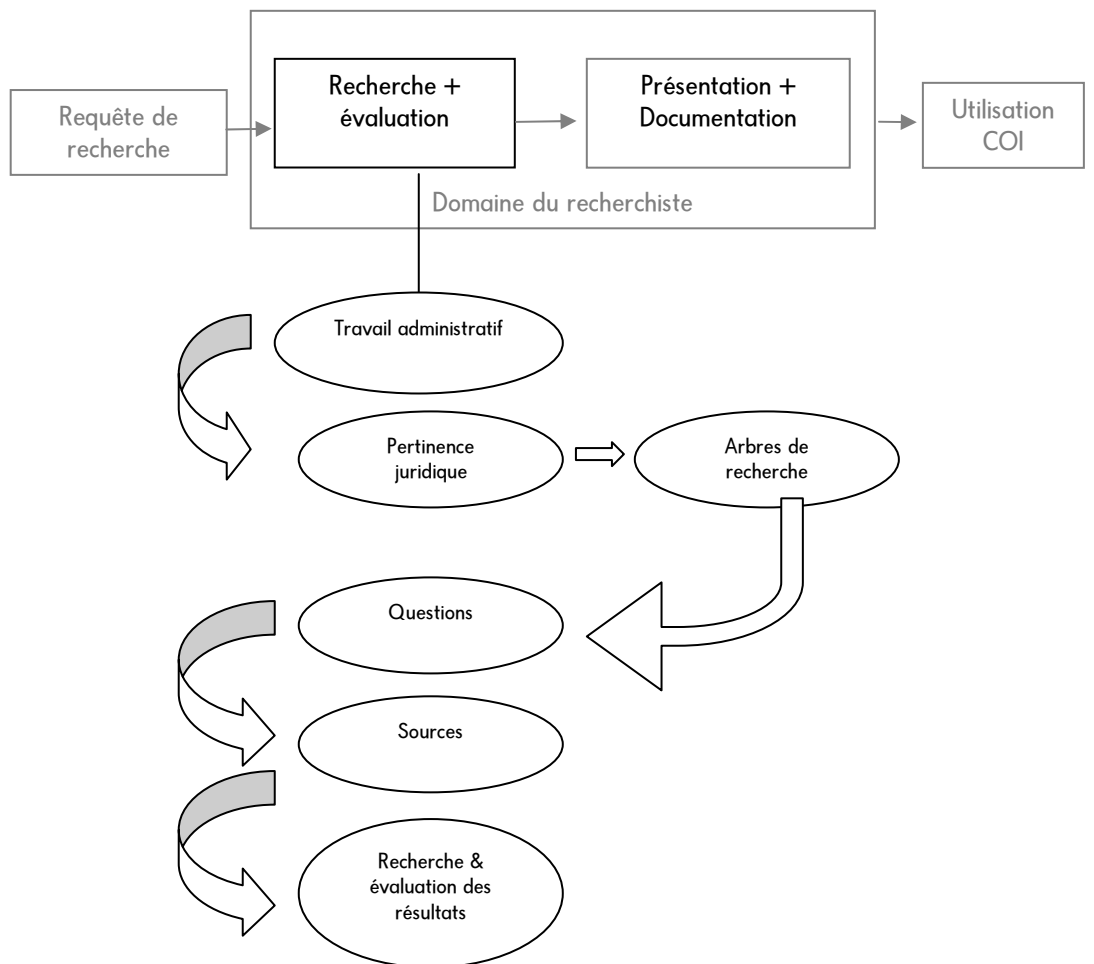 Requête de
recherche
Recherche +
évaluation
Présentation +
Documentation
Utilisation
COI
Domaine du recherchiste
Travail administratif
Pertinence
juridique
Arbres de
recherche
Questions
Sources
Recherche &
évaluation des
résultats